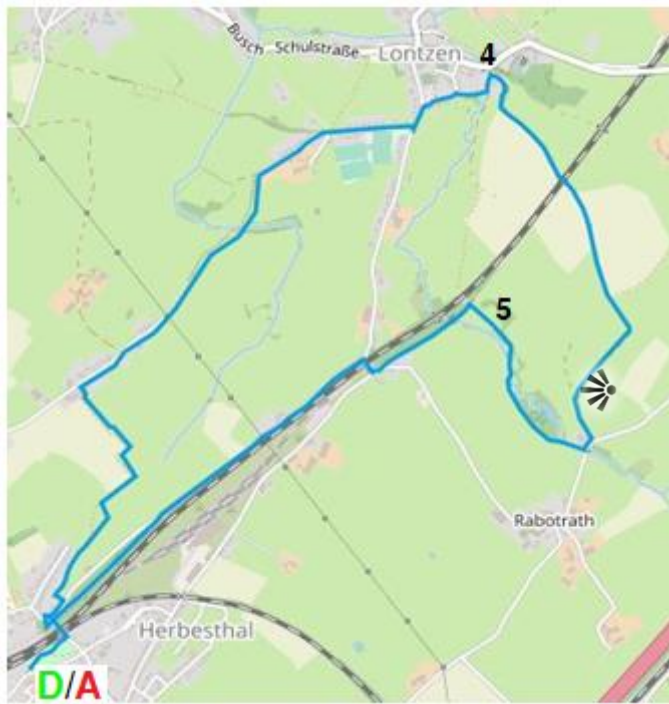 Busch
Schulstraße
Lontzen
4
5
Rabotrath
Herbesthal
D/A